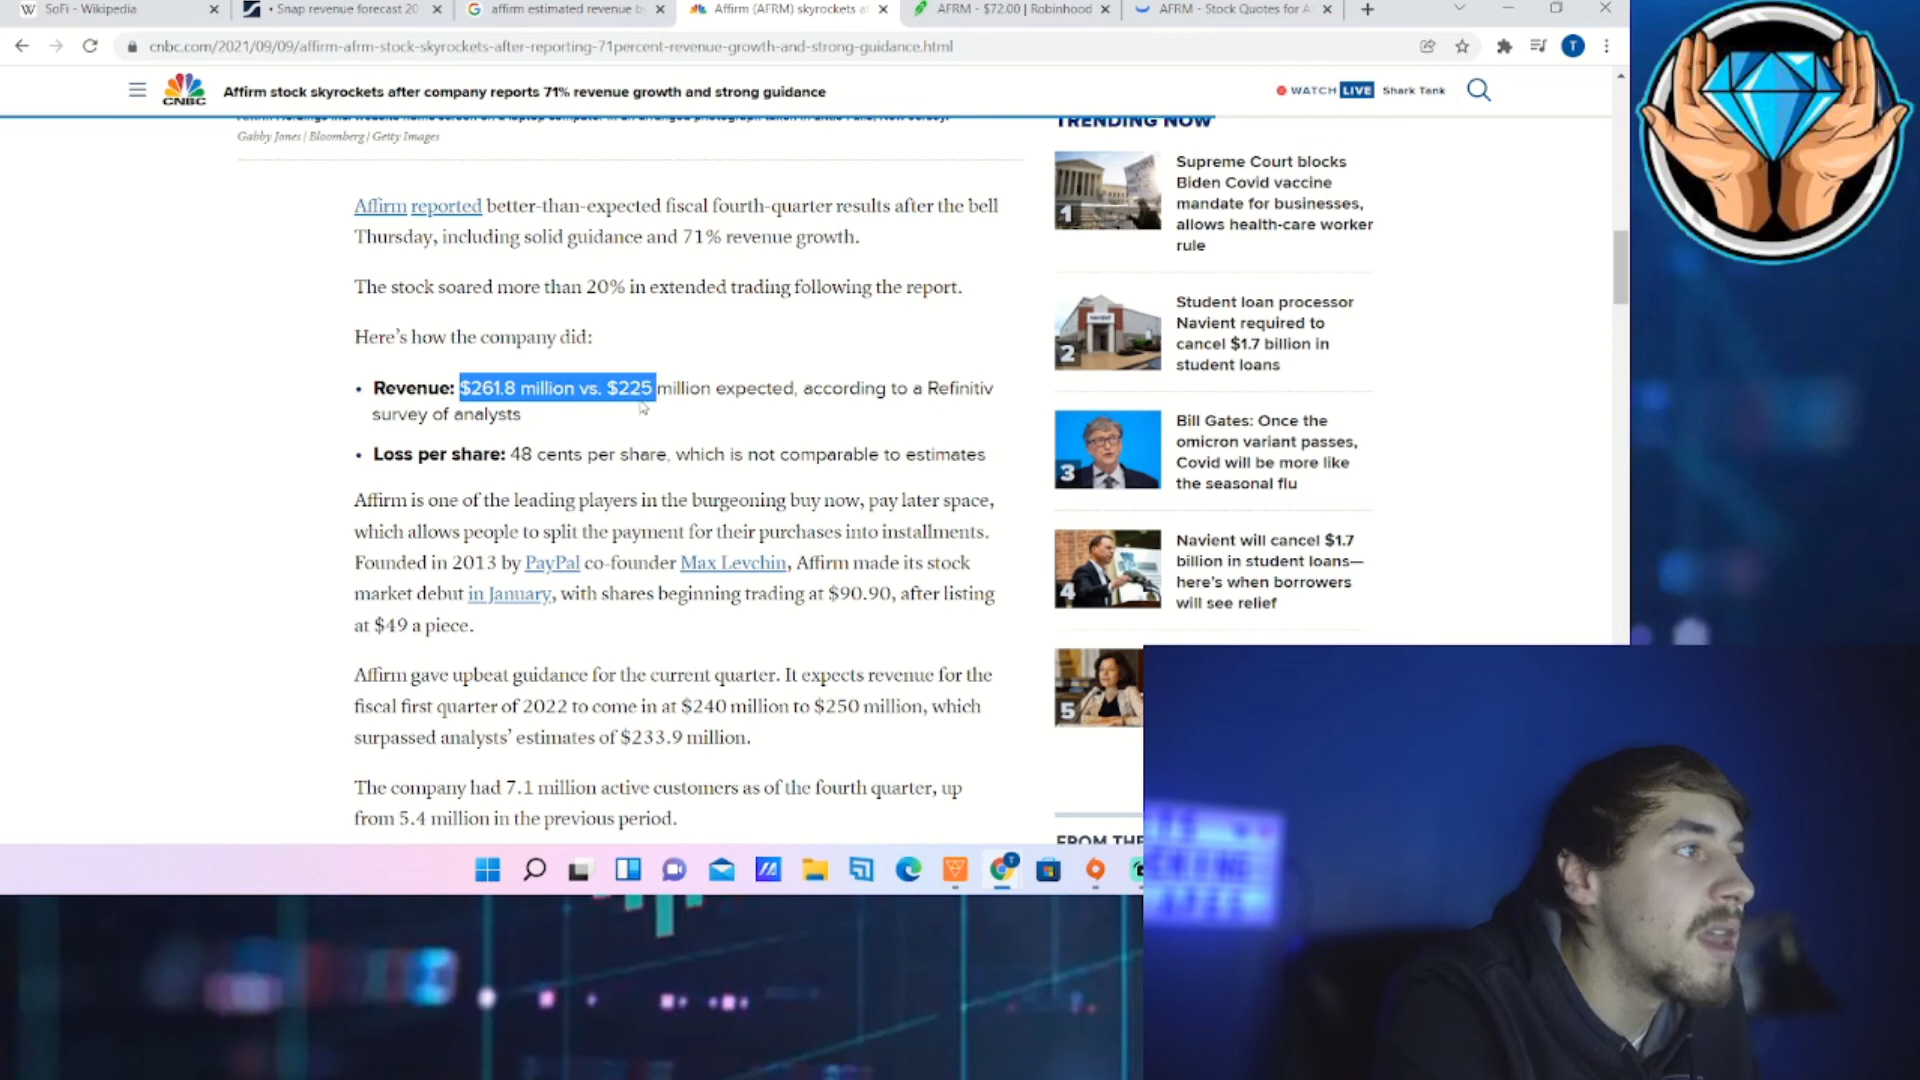 SoFi - Wikipedia
• Snap revenue forecast 20
affirm estimated revenue b
Affirm (AFRM) skyrockets a
AFRM - $72.00 | Robinhood
AFRM - Stock Quotes for A
cnbc.com/2021/09/09/affirm-afrm-stock-skyrockets-after-reporting-71percent-revenue-growth-and-strong-guidance.html
T
CNBC
Affirm stock skyrockets after company reports 71% revenue growth and strong guidance
WATCH LIVE Shark Tank
Gabby Jones | Bloomberg | Getty Images
Affirm reported better-than-expected fiscal fourth-quarter results after the bell
Thursday, including solid guidance and 71% revenue growth.
The stock soared more than 20% in extended trading following the report.
Here's how the company did:
• Revenue: $261.8 million vs. $225 million expected, according to a Refinitiv
survey of analysts
• Loss per share: 48 cents per share, which is not comparable to estimates
Affirm is one of the leading players in the burgeoning buy now, pay later space,
which allows people to split the payment for their purchases into installments.
Founded in 2013 by PayPal co-founder Max Levchin, Affirm made its stock
market debut in January, with shares beginning trading at $90.90, after listing
at $49 a piece.
Affirm gave upbeat guidance for the current quarter. It expects revenue for the
fiscal first quarter of 2022 to come in at $240 million to $250 million, which
surpassed analysts' estimates of $233.9 million.
The company had 7.1 million active customers as of the fourth quarter, up
from 5.4 million in the previous period.
TRENDING NOW
1
Supreme Court blocks
Biden Covid vaccine
mandate for businesses,
allows health-care worker
rule
2
Student loan processor
Navient required to
cancel $1.7 billion in
student loans
3
Bill Gates: Once the
omicron variant passes,
Covid will be more like
the seasonal flu
4
Navient will cancel $1.7
billion in student loans—
here's when borrowers
will see relief
5
FROM THE